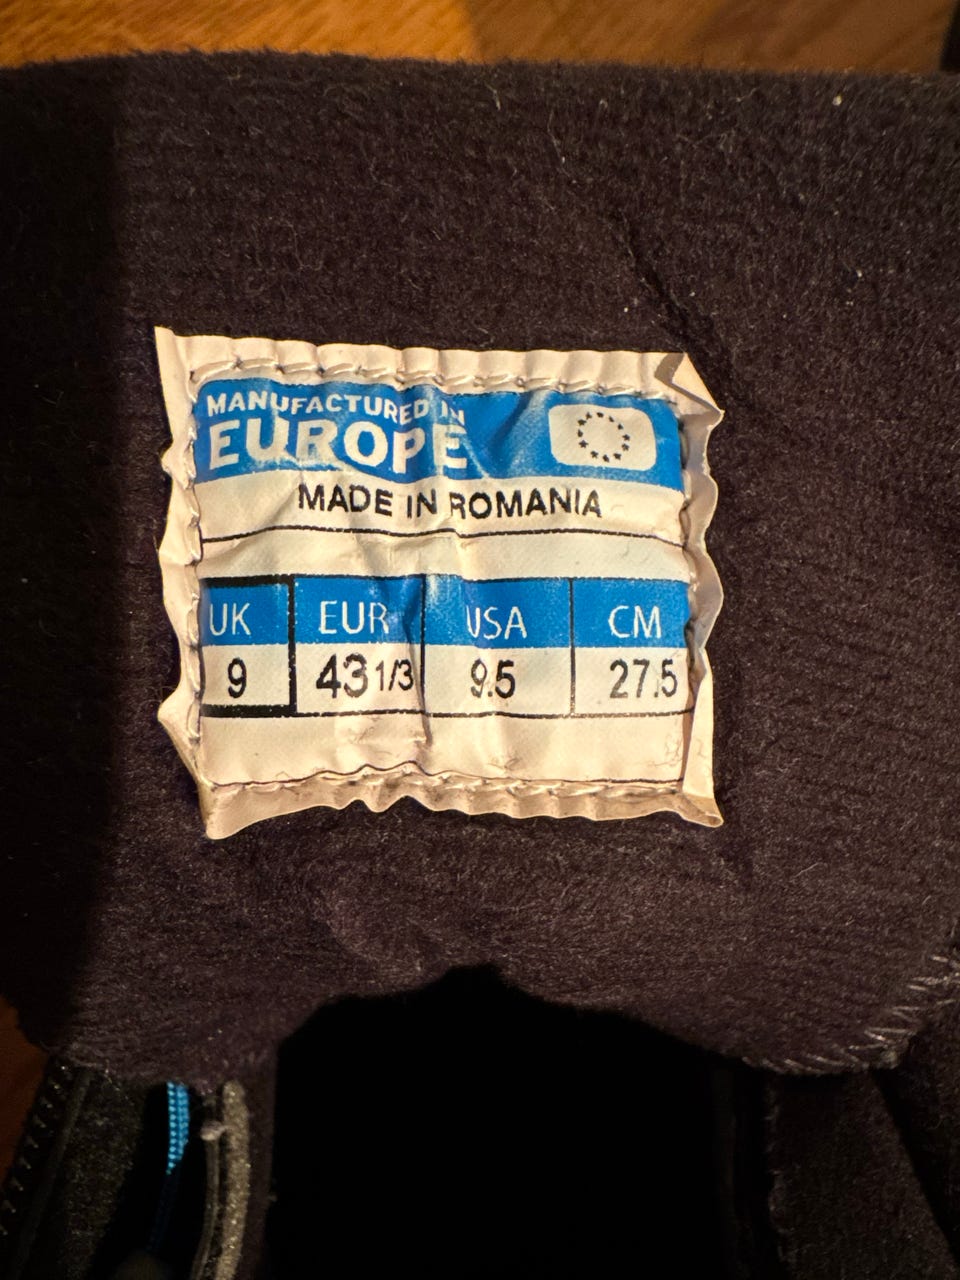 MANUFACTURED IN
EUROPE
MADE IN ROMANIA
UK EUR USA CM
9 43 1/3 9.5 27.5